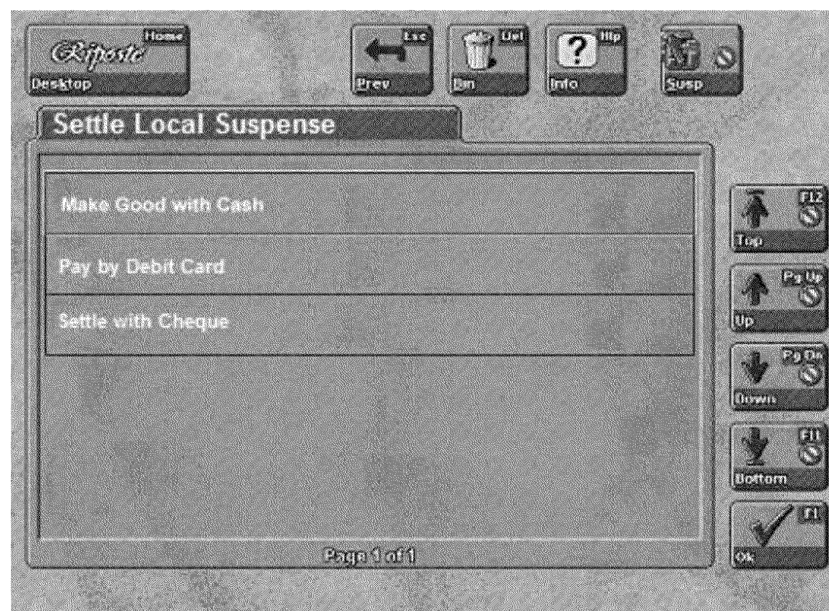 Riposte Home
Desktop
Esc
Prev
Del
Bin
Hlp
Info
Susp
Settle Local Suspense
Make Good with Cash
Pay by Debit Card
Settle with Cheque
F12
Top
Pg Up
Up
Pg Dn
Down
F11
Bottom
F1
Ok
Page 1 of 1